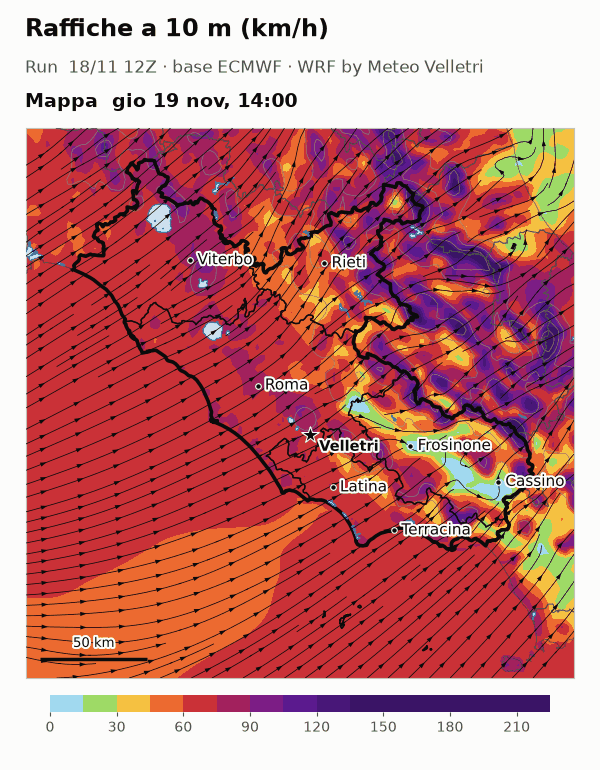 Raffiche a 10 m (km/h)
Run  18/11 12Z · base ECMWF · WRF by Meteo Velletri
Mappa  gio 19 nov, 14:00
Viterbo
Rieti
Roma
Velletri
Frosinone
Cassino
Latina
Terracina
50 km
0 30 60 90 120 150 180 210